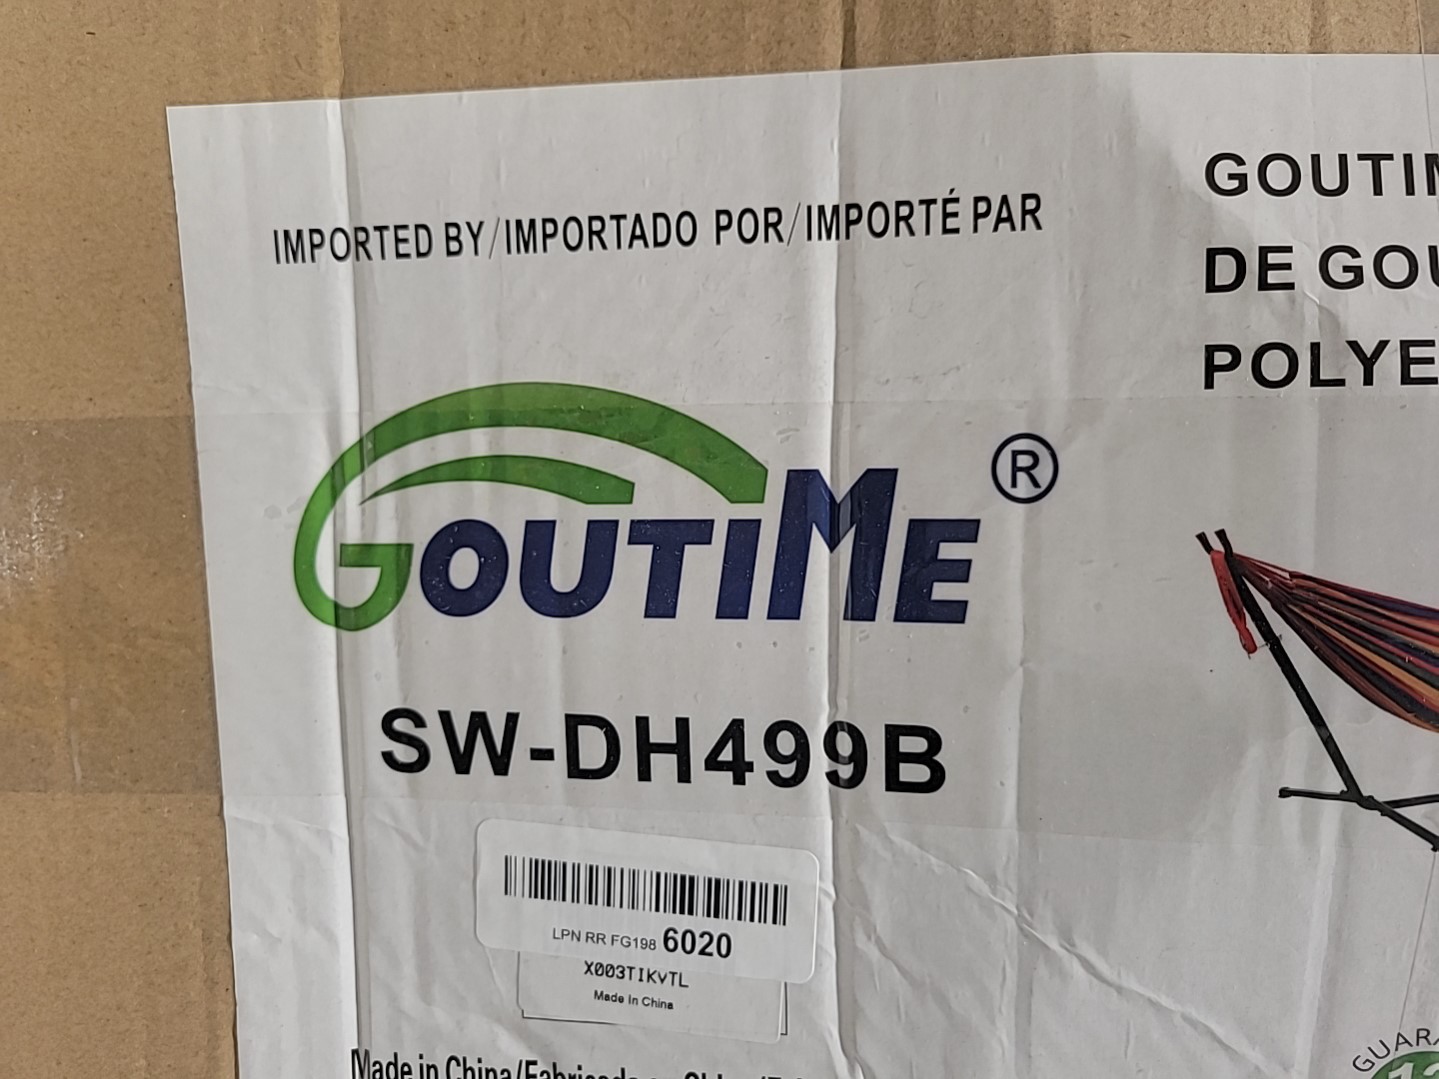 IMPORTED BY/IMPORTADO POR/IMPORTÉ PAR
GOUTIME®
SW-DH499B
LPN RR FG198 6020
X003TIKVTL
Made In China
Made in China/Fabricado
GOUTIM
DE GOU
POLYE
GUARA